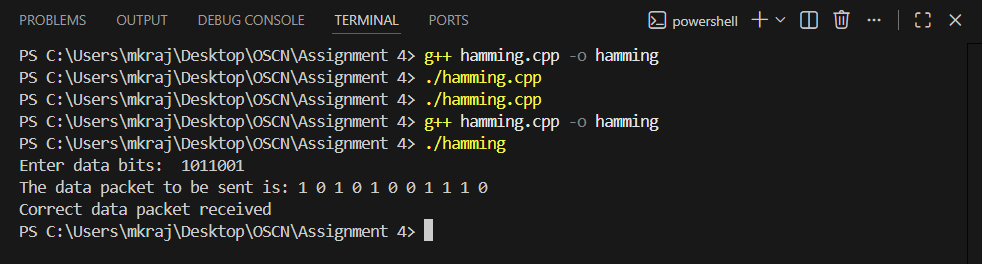 PROBLEMS OUTPUT DEBUG CONSOLE TERMINAL PORTS powershell
PS C:\Users\mkraj\Desktop\OSCN\Assignment 4> g++ hamming.cpp -o hamming
PS C:\Users\mkraj\Desktop\OSCN\Assignment 4> ./hamming.cpp
PS C:\Users\mkraj\Desktop\OSCN\Assignment 4> ./hamming.cpp
PS C:\Users\mkraj\Desktop\OSCN\Assignment 4> g++ hamming.cpp -o hamming
PS C:\Users\mkraj\Desktop\OSCN\Assignment 4> ./hamming
Enter data bits:  1011001
The data packet to be sent is: 1 0 1 0 1 0 0 1 1 1 0
Correct data packet received
PS C:\Users\mkraj\Desktop\OSCN\Assignment 4>